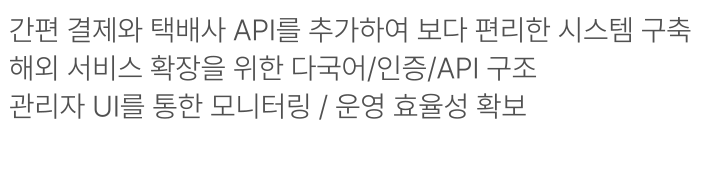 간편 결제와 택배사 API를 추가하여 보다 편리한 시스템 구축
해외 서비스 확장을 위한 다국어/인증/API 구조
관리자 UI를 통한 모니터링 / 운영 효율성 확보